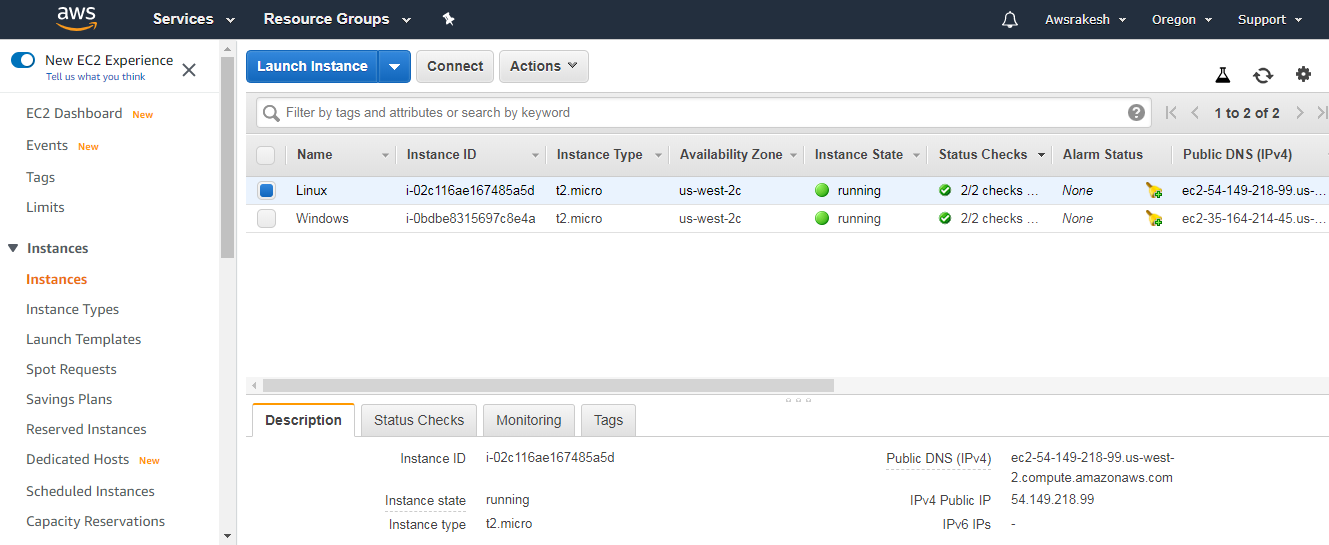 aws Services Resource Groups Awsrakesh Oregon Support
New EC2 Experience
Tell us what you think
EC2 Dashboard New
Events New
Tags
Limits
Instances
Instances
Instance Types
Launch Templates
Spot Requests
Savings Plans
Reserved Instances
Dedicated Hosts New
Scheduled Instances
Capacity Reservations
Launch Instance Connect Actions
Filter by tags and attributes or search by keyword 1 to 2 of 2
Name Instance ID Instance Type Availability Zone Instance State Status Checks Alarm Status Public DNS (IPv4)
Linux i-02c116ae167485a5d t2.micro us-west-2c running 2/2 checks ... None ec2-54-149-218-99.us-...
Windows i-0bdbe8315697c8e4a t2.micro us-west-2c running 2/2 checks ... None ec2-35-164-214-45.us-...
Description Status Checks Monitoring Tags
Instance ID i-02c116ae167485a5d Public DNS (IPv4) ec2-54-149-218-99.us-west-
2.compute.amazonaws.com
Instance state running IPv4 Public IP 54.149.218.99
Instance type t2.micro IPv6 IPs -